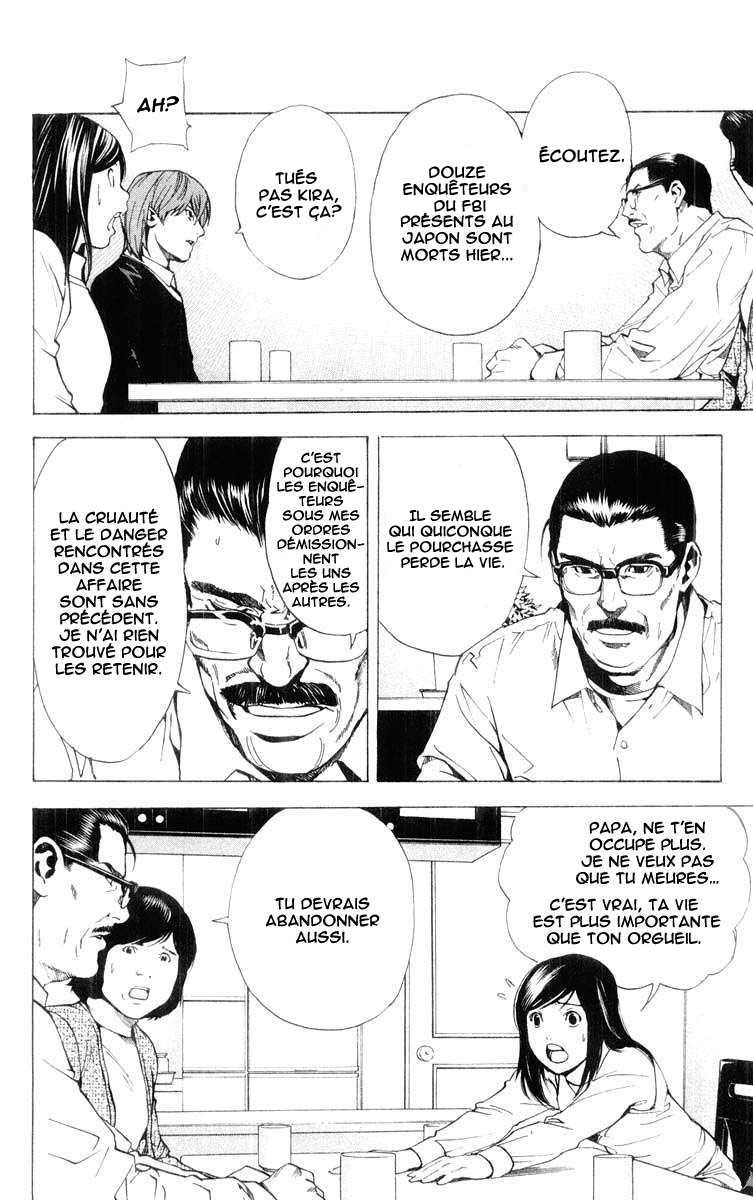 ÉCOUTEZ.
DOUZE
ENQUÊTEURS
DU FBI
PRÉSENTS AU
JAPON SONT
MORTS HIER...
TUÉS
PAS KIRA,
C'EST ÇA?
AH?
IL SEMBLE
QUI QUICONQUE
LE POURCHASSE
PERDE LA VIE.
C'EST
POURQUOI
LES ENQUÊ-
TEURS
SOUS MES
ORDRES
DÉMISSION-
NENT
LES UNS
APRÈS LES
AUTRES.
LA CRUAUTÉ
ET LE DANGER
RENCONTRÉS
DANS CETTE
AFFAIRE
SONT SANS
PRÉCÉDENT.
JE N'AI RIEN
TROUVÉ POUR
LES RETENIR.
PAPA, NE T'EN
OCCUPE PLUS.
JE NE VEUX PAS
QUE TU MEURES...
C'EST VRAI, TA VIE
EST PLUS IMPORTANTE
QUE TON ORGUEIL.
TU DEVRAIS
ABANDONNER
AUSSI.